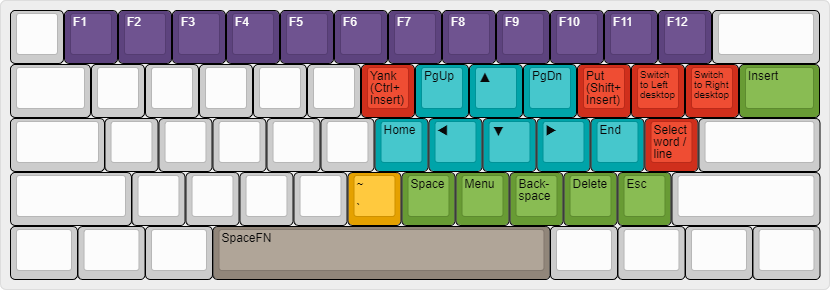 F1 F2 F3 F4 F5 F6 F7 F8 F9 F10 F11 F12
Yank
(Ctrl+
Insert)
PgUp
▲
PgDn
Put
(Shift+
Insert)
Switch
to Left
desktop
Switch
to Right
desktop
Insert
Home
◀
▼
▶
End
Select
word /
line
~
`
Space
Menu
Back-
space
Delete
Esc
SpaceFN